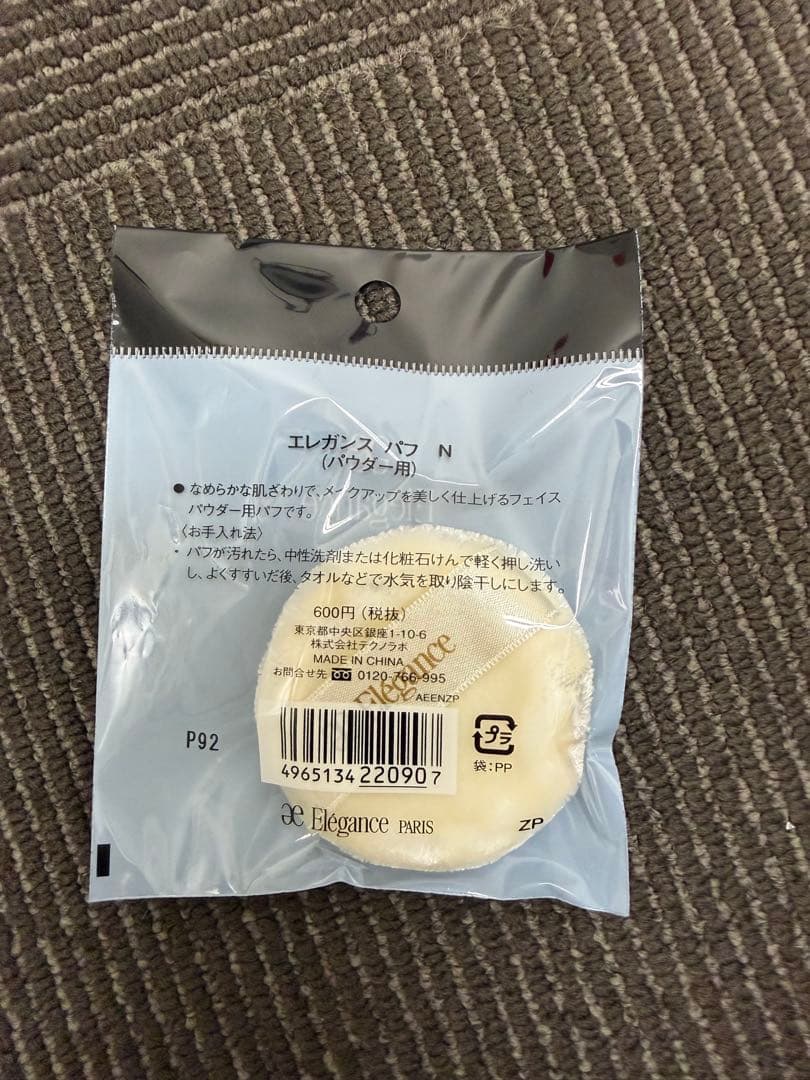 エレガンス パフ N
(パウダー用)
● なめらかな肌ざわりで、メイクアップを美しく仕上げるフェイス
パウダー用パフです。
〈お手入れ法〉
・ パフが汚れたら、中性洗剤または化粧石けんで軽く押し洗い
し、よくすすいだ後、タオルなどで水気を取り陰干しにします。
600円(税抜)
東京都中央区銀座1-10-6
株式会社テクノラボ
MADE IN CHINA
お問合せ先 0120-766-995
Elégance
AEENZP
P92
4965134220907
プラ
袋:PP
æ Elégance PARIS
ZP